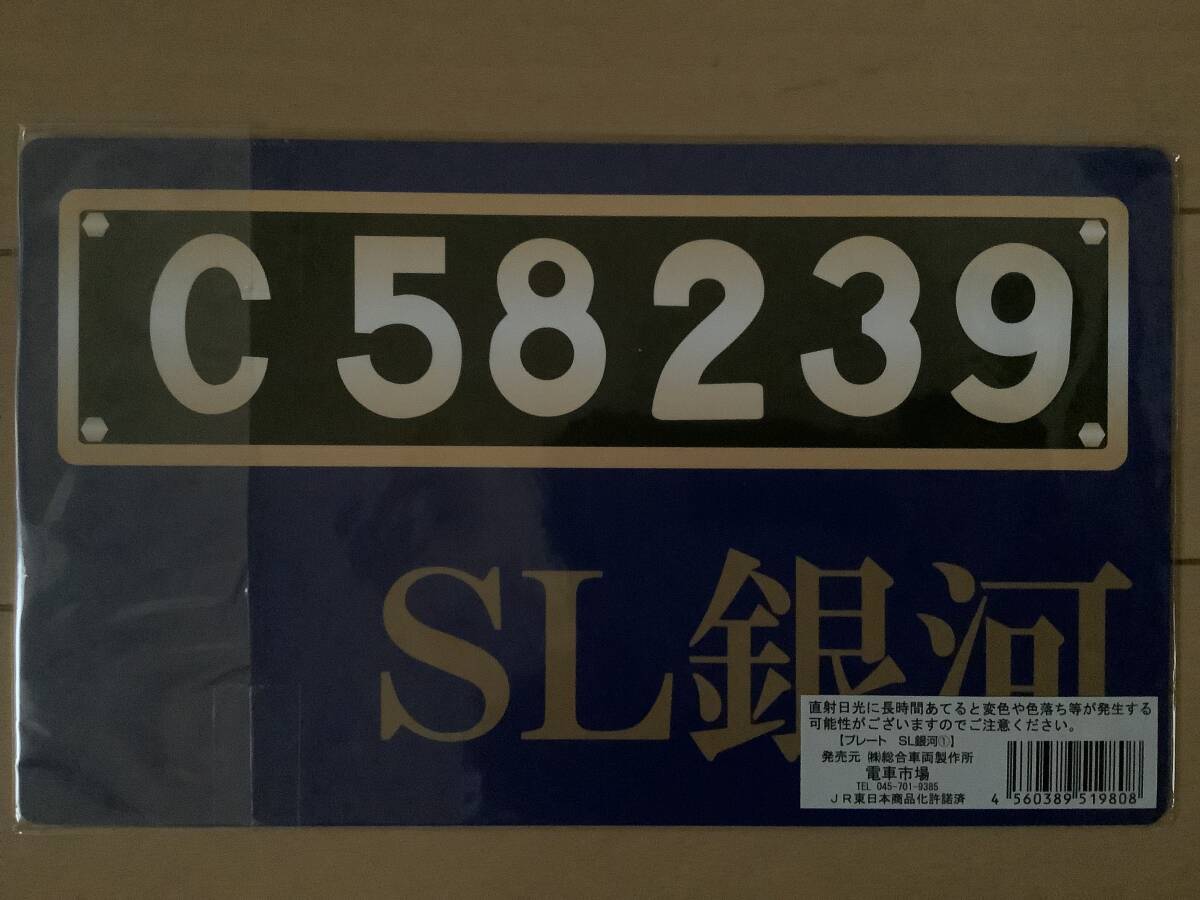 C58239
SL銀河
直射日光に長時間あてると変色や色落ち等が発生する
可能性がございますのでご注意ください。
【プレート　SL銀河①】
発売元　㈱総合車両製作所
電車市場
TEL 045-701-9385
JR東日本商品化許諾済
4 560389 519808